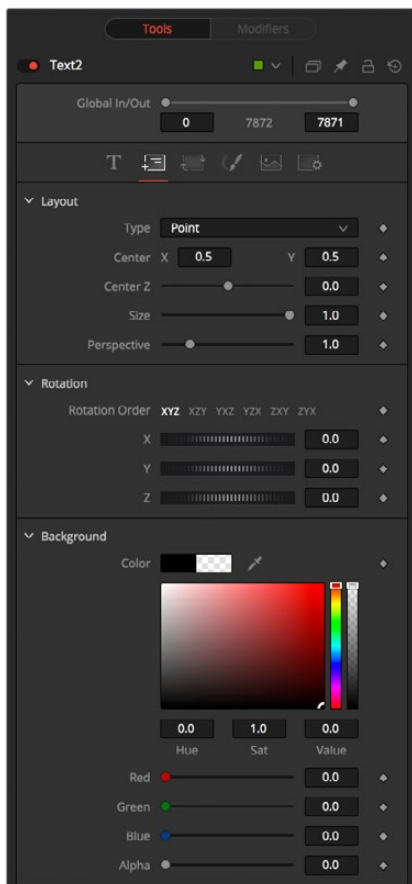 Tools Modifiers
Text2
Global In/Out
0 7872 7871
T
Layout
Type Point
Center X 0.5 Y 0.5
Center Z 0.0
Size 1.0
Perspective 1.0
Rotation
Rotation Order XYZ XZY YXZ YZX ZXY ZYX
X 0.0
Y 0.0
Z 0.0
Background
Color
0.0 1.0 0.0
Hue Sat Value
Red 0.0
Green 0.0
Blue 0.0
Alpha 0.0